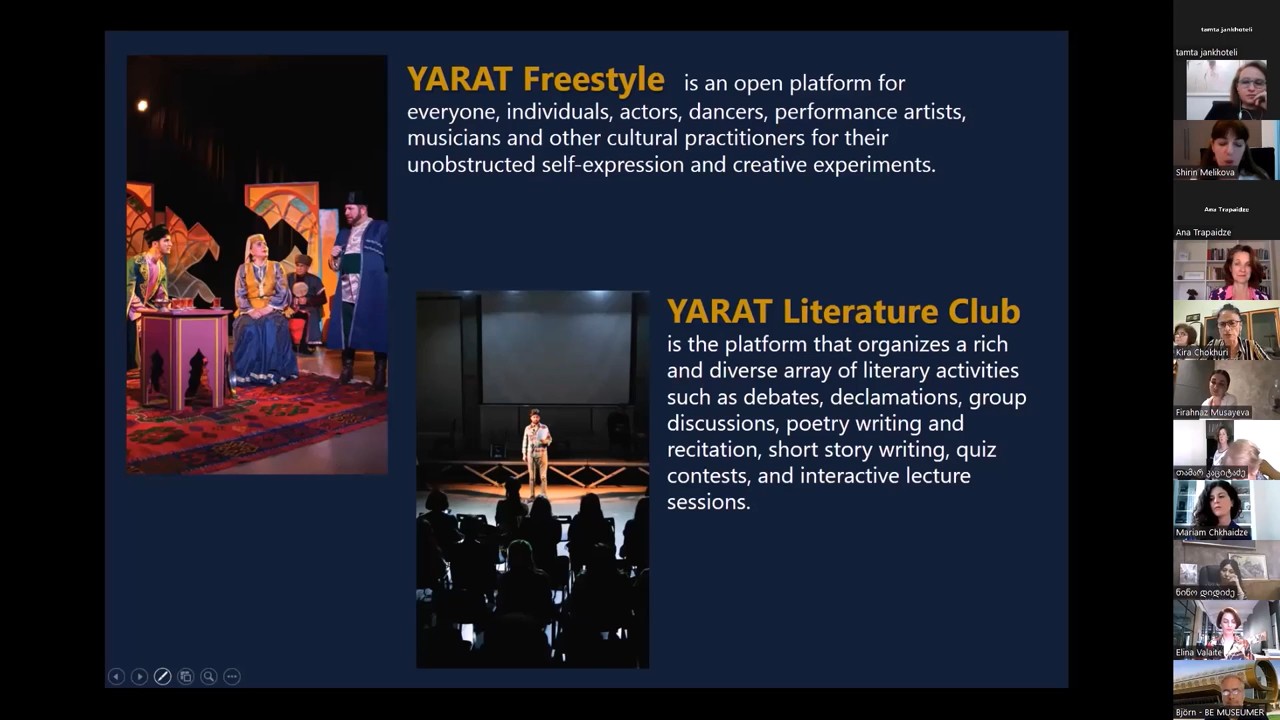 YARAT Freestyle is an open platform for
everyone, individuals, actors, dancers, performance artists,
musicians and other cultural practitioners for their
unobstructed self-expression and creative experiments.
YARAT Literature Club
is the platform that organizes a rich
and diverse array of literary activities
such as debates, declamations, group
discussions, poetry writing and
recitation, short story writing, quiz
contests, and interactive lecture
sessions.
tamta jankhoteli
tamta jankhoteli
Shirin Melikova
Ana Trapaidze
Ana Trapaidze
Kira Chokhuri
Firahnaz Musayeva
თამარ კაციტაძე
Mariam Chkhaidze
ნინო დიდიძე
Elina Valaite
Björn - BE MUSEUMER